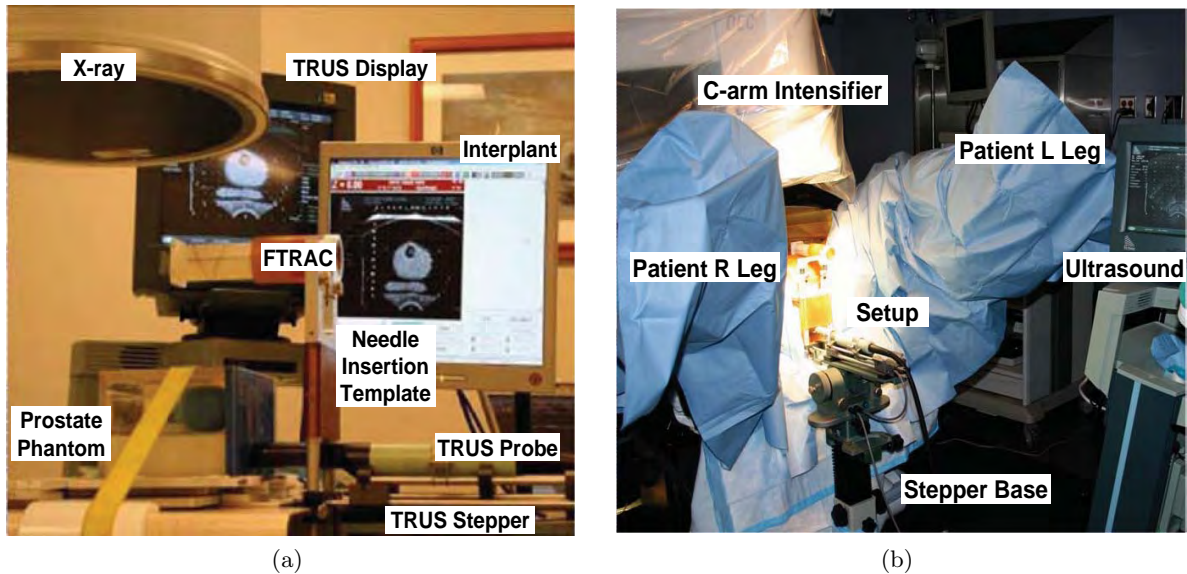 X-ray
TRUS Display
Interplant
FTRAC
Needle
Insertion
Template
Prostate
Phantom
TRUS Probe
TRUS Stepper
(a)
C-arm Intensifier
Patient L Leg
Patient R Leg
Ultrasound
Setup
Stepper Base
(b)